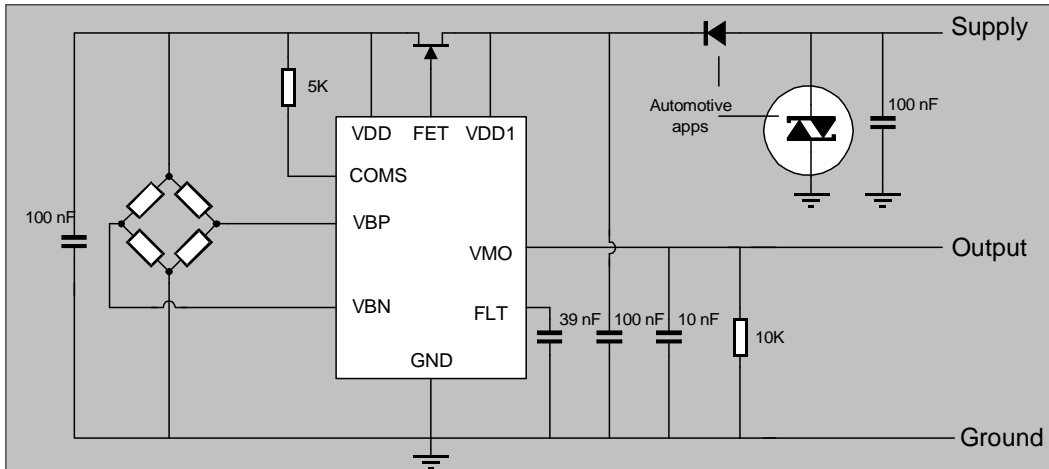 Supply
5K
Automotive
apps
100 nF
VDD FET VDD1
COMS
100 nF
VBP
VMO
Output
VBN
FLT
39 nF 100 nF 10 nF
10K
GND
Ground